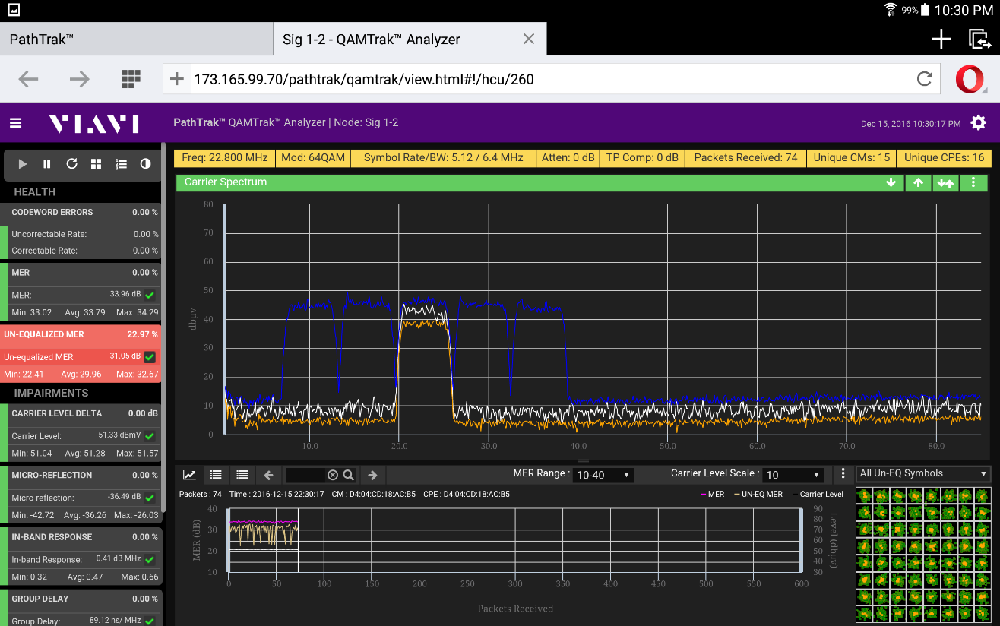 99% 10:30 PM
PathTrak™
Sig 1-2 - QAMTrak™ Analyzer
173.165.99.70/pathtrak/qamtrak/view.html#!/hcu/260
VIAVI
PathTrak™ QAMTrak™ Analyzer | Node: Sig 1-2
Dec 15, 2016 10:30:17 PM
Freq: 22.800 MHz Mod: 64QAM Symbol Rate/BW: 5.12 / 6.4 MHz Atten: 0 dB TP Comp: 0 dB Packets Received: 74 Unique CMs: 15 Unique CPEs: 16
HEALTH
CODEWORD ERRORS 0.00 %
Uncorrectable Rate: 0.00 %
Correctable Rate: 0.00 %
MER 0.00 %
MER: 33.96 dB
Min: 33.02 Avg: 33.79 Max: 34.29
UN-EQUALIZED MER 22.97 %
Un-equalized MER: 31.05 dB
Min: 22.41 Avg: 29.96 Max: 32.67
IMPAIRMENTS
CARRIER LEVEL DELTA 0.00 dB
Carrier Level: 51.33 dBmV
Min: 51.04 Avg: 51.28 Max: 51.57
MICRO-REFLECTION 0.00 %
Micro-reflection: -36.49 dB
Min: -42.72 Avg: -36.26 Max: -26.03
IN-BAND RESPONSE 0.00 %
In-band Response: 0.41 dB MHz
Min: 0.32 Avg: 0.47 Max: 0.66
GROUP DELAY 0.00 %
Group Delay: 89.12 ns/ MHz
Carrier Spectrum
80
70
60
50
40
30
20
10
0
dbµv
10.0 20.0 30.0 40.0 50.0 60.0 70.0 80.0
MER Range : 10-40 Carrier Level Scale : 10
All Un-EQ Symbols
Packets : 74 Time : 2016-12-15 22:30:17 CM : D4:04:CD:18:AC:B5 CPE : D4:04:CD:18:AC:B5
MER UN-EQ MER Carrier Level
40
30
20
10
MER (dB)
90
80
70
60
50
40
30
Level (dbµv)
0 50 100 150 200 250 300 350 400 450 500 550 600
Packets Received